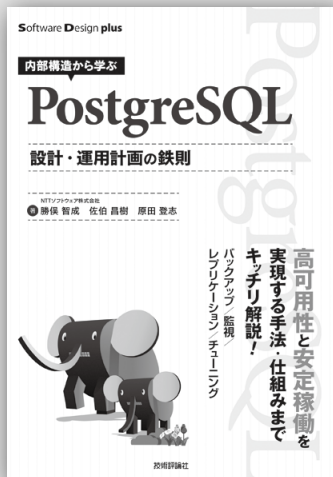 Software Design plus
内部構造から学ぶ
PostgreSQL
設計・運用計画の鉄則
NTTソフトウェア株式会社
著 勝俣 智成 佐伯 昌樹 原田 登志
高可用性と安定稼働を
実現する手法・仕組みまで
キッチリ解説!
バックアップ/監視/
レプリケーション/チューニング
PostgreSQL
技術評論社